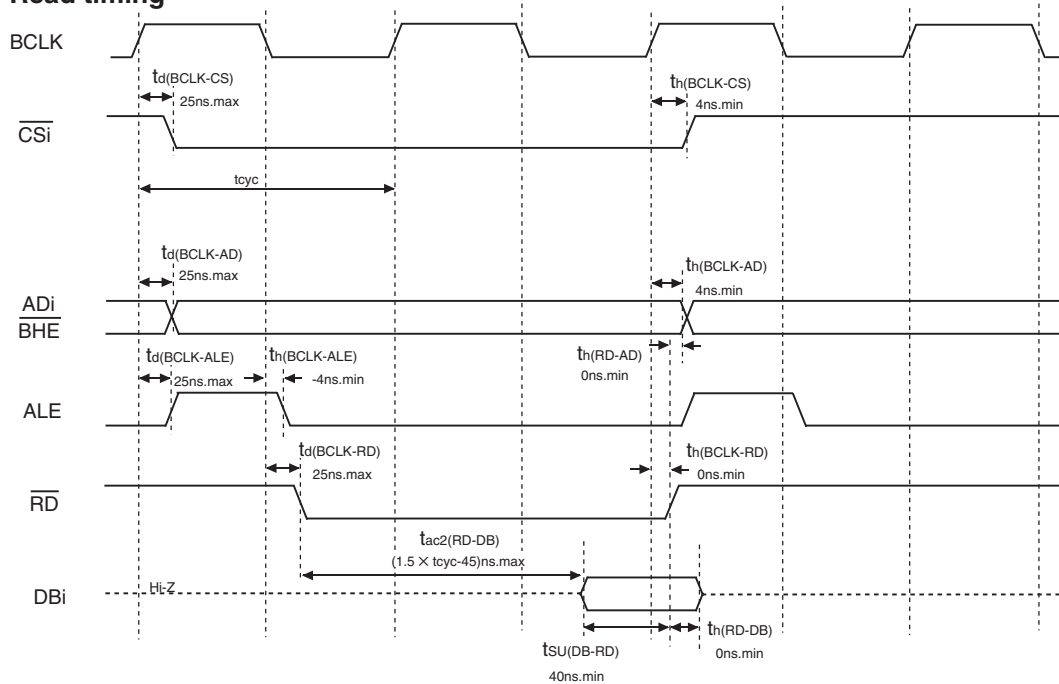 Read timing
BCLK
td(BCLK-CS)
25ns.max
th(BCLK-CS)
4ns.min
CSi
tcyc
td(BCLK-AD)
25ns.max
th(BCLK-AD)
4ns.min
ADi
BHE
td(BCLK-ALE)
25ns.max
th(BCLK-ALE)
-4ns.min
th(RD-AD)
0ns.min
ALE
td(BCLK-RD)
25ns.max
th(BCLK-RD)
0ns.min
RD
tac2(RD-DB)
(1.5 × tcyc-45)ns.max
Hi-Z
DBi
tSU(DB-RD)
40ns.min
th(RD-DB)
0ns.min